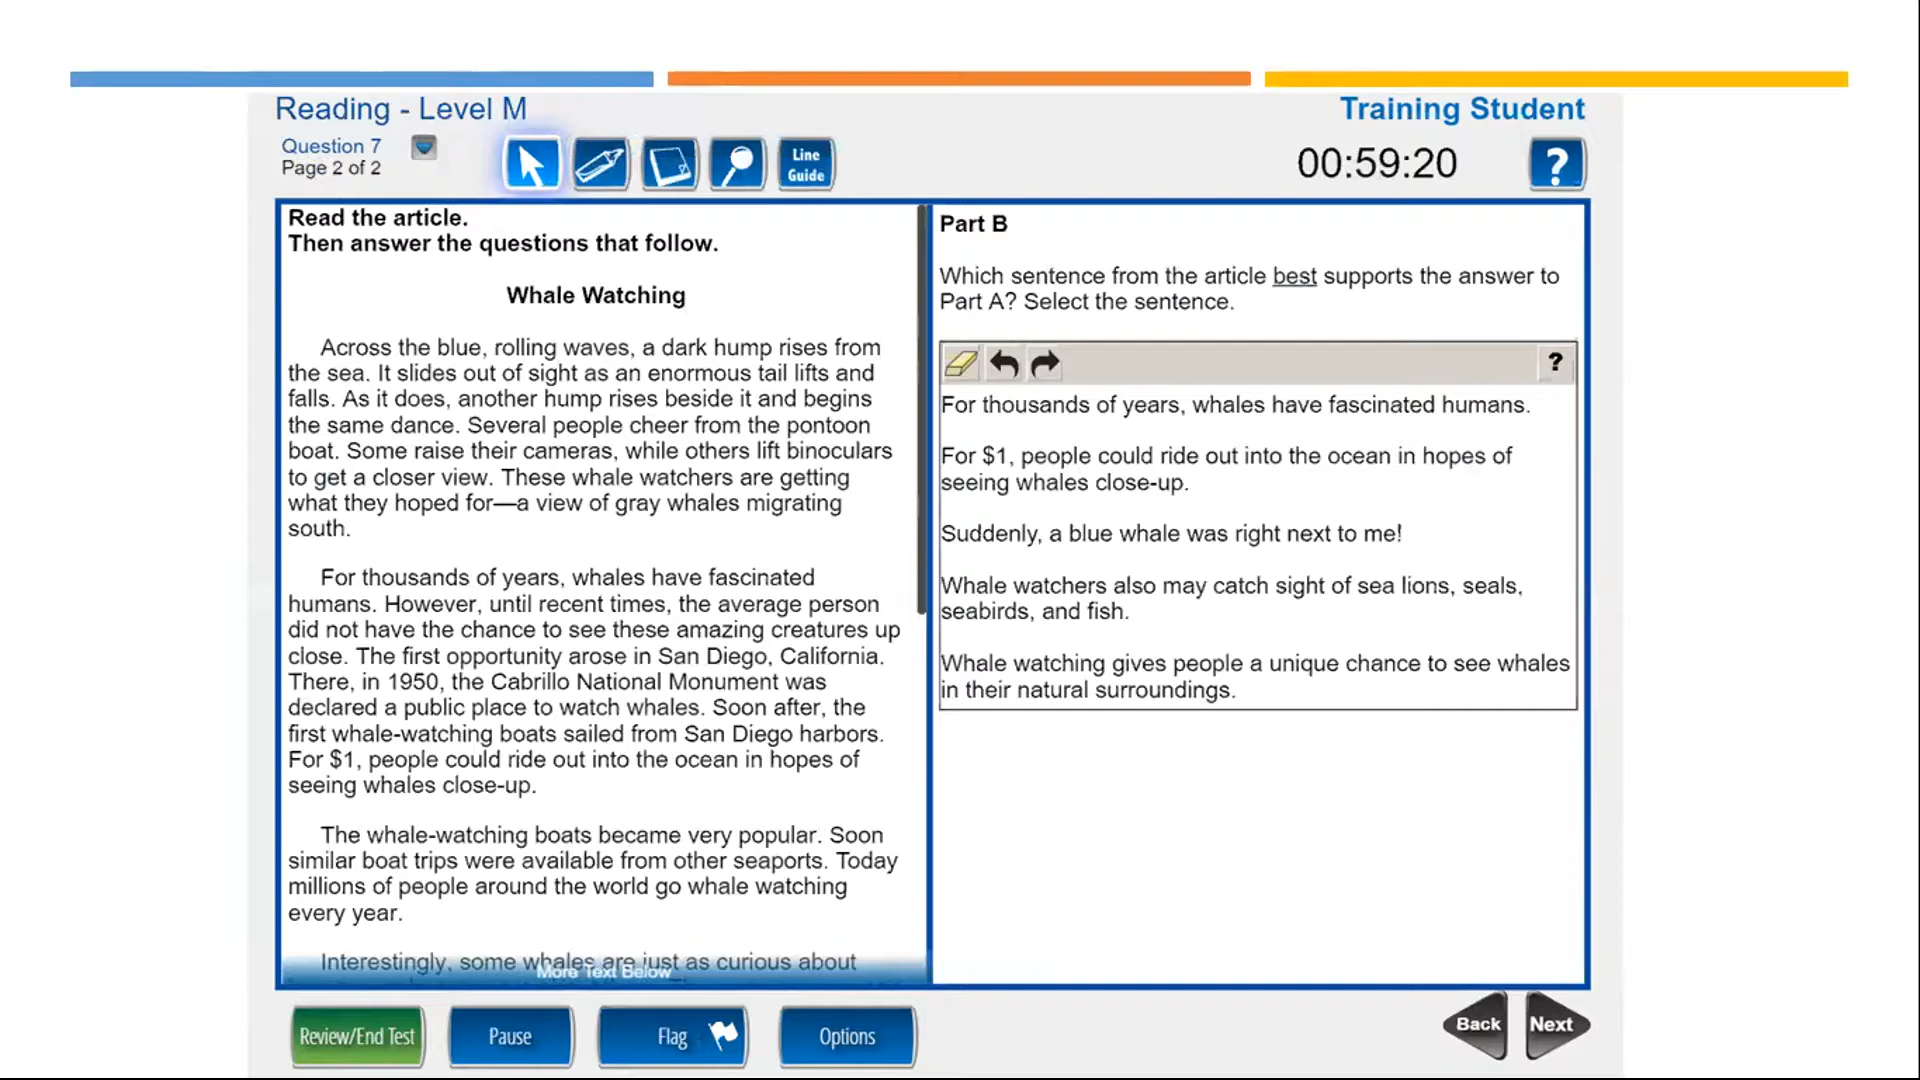 Reading - Level M
Training Student
Question 7
Page 2 of 2
Line
Guide
00:59:20
?
Read the article.
Then answer the questions that follow.
Whale Watching
Across the blue, rolling waves, a dark hump rises from
the sea. It slides out of sight as an enormous tail lifts and
falls. As it does, another hump rises beside it and begins
the same dance. Several people cheer from the pontoon
boat. Some raise their cameras, while others lift binoculars
to get a closer view. These whale watchers are getting
what they hoped for—a view of gray whales migrating
south.
For thousands of years, whales have fascinated
humans. However, until recent times, the average person
did not have the chance to see these amazing creatures up
close. The first opportunity arose in San Diego, California.
There, in 1950, the Cabrillo National Monument was
declared a public place to watch whales. Soon after, the
first whale-watching boats sailed from San Diego harbors.
For $1, people could ride out into the ocean in hopes of
seeing whales close-up.
The whale-watching boats became very popular. Soon
similar boat trips were available from other seaports. Today
millions of people around the world go whale watching
every year.
Interestingly, some whales are just as curious about
More Text Below
Part B
Which sentence from the article best supports the answer to
Part A? Select the sentence.
?
For thousands of years, whales have fascinated humans.
For $1, people could ride out into the ocean in hopes of
seeing whales close-up.
Suddenly, a blue whale was right next to me!
Whale watchers also may catch sight of sea lions, seals,
seabirds, and fish.
Whale watching gives people a unique chance to see whales
in their natural surroundings.
Review/End Test
Pause
Flag
Options
Back
Next